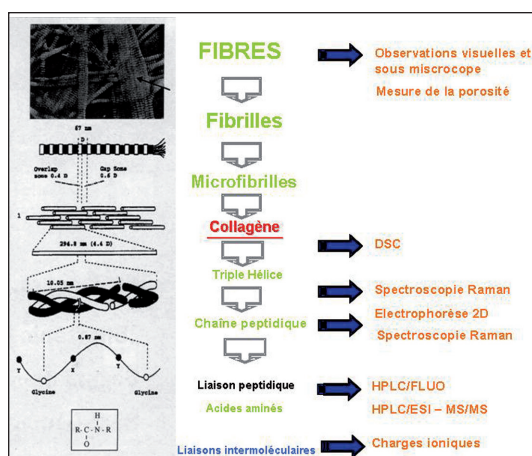 67 nm
D
Overlap
zone 0.4 D
Gap Zone
0.6 D
1
294.8 nm (4.4 D)
10.03 nm
0.87 nm
Y
X
Y
Glycine
Glycine
H
R-C-N-R
O
FIBRES
Fibrilles
Microfibrilles
Collagène
Triple Hélice
Chaîne peptidique
Liaison peptidique
Acides aminés
Liaisons intermoléculaires
Observations visuelles et
sous miscrocope
Mesure de la porosité
DSC
Spectroscopie Raman
Electrophorèse 2D
Spectroscopie Raman
HPLC/FLUO
HPLC/ESI – MS/MS
Charges ioniques